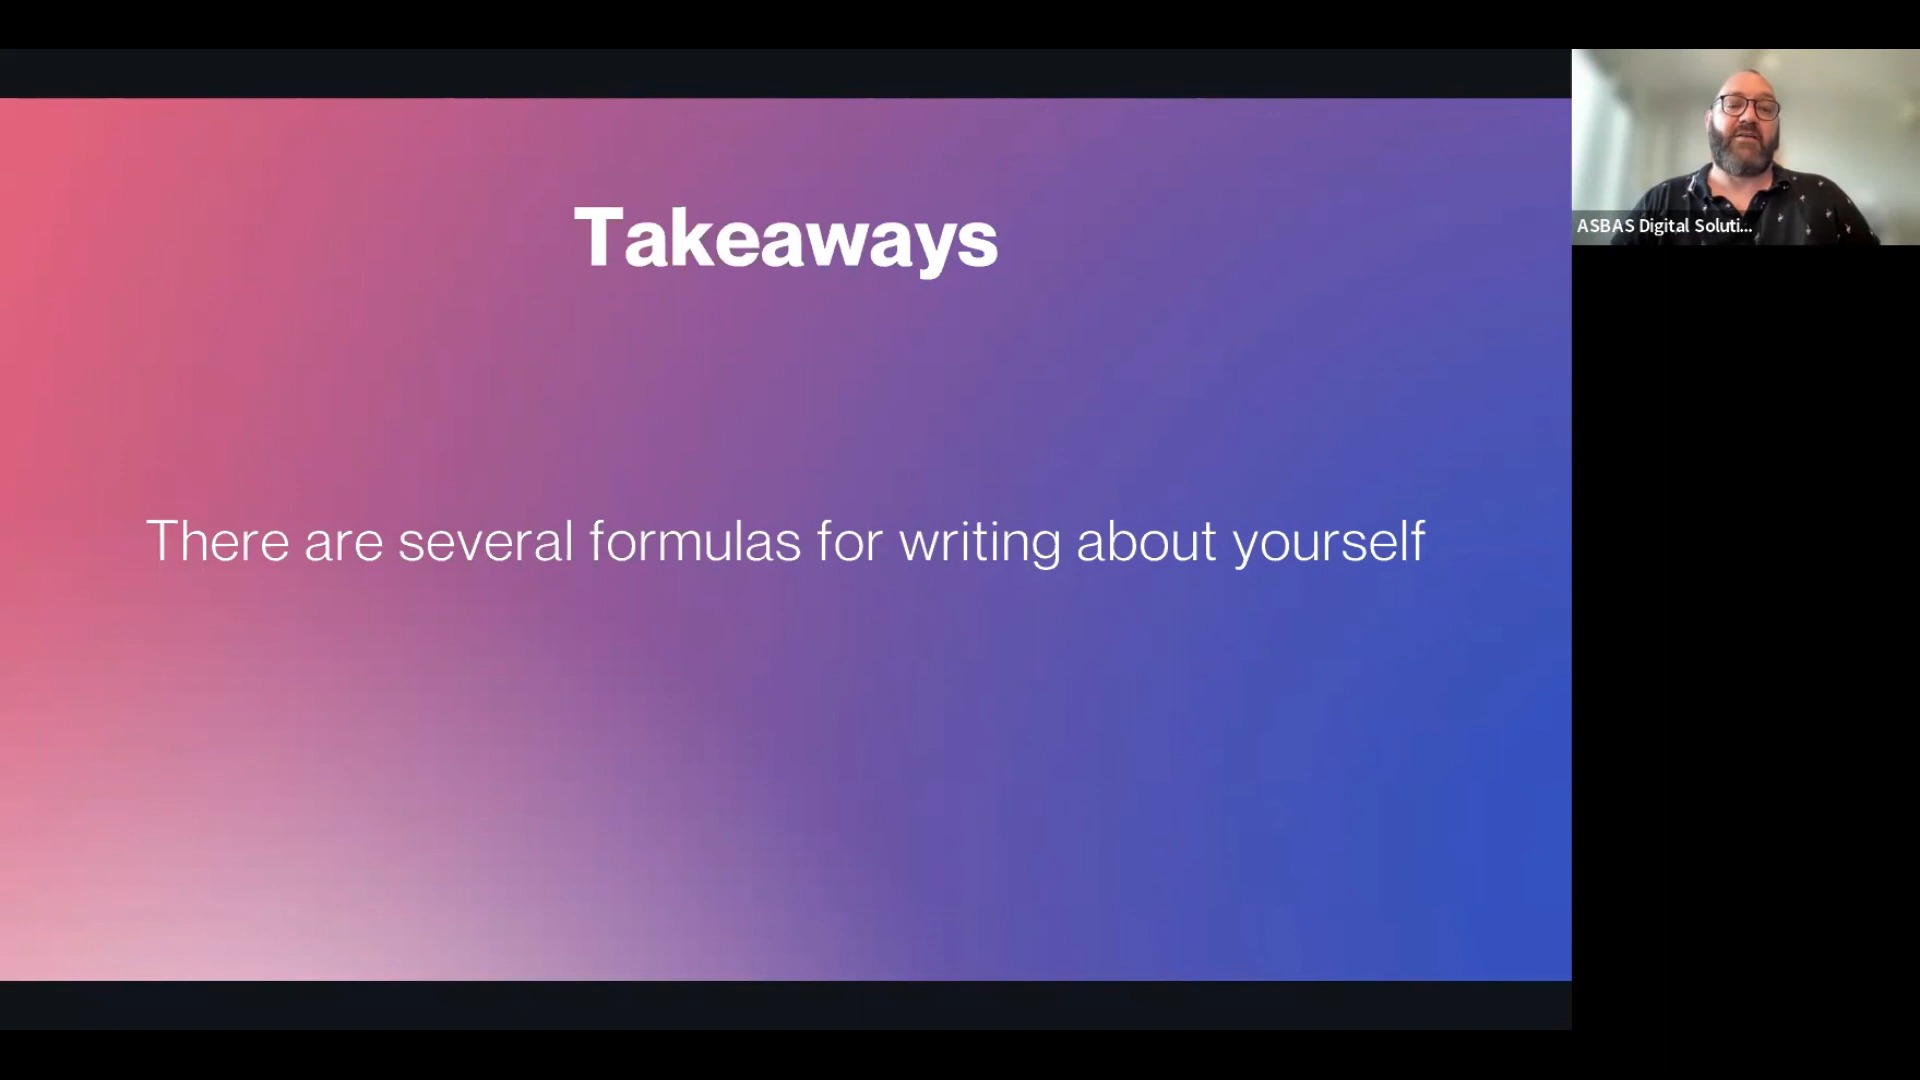 Takeaways
There are several formulas for writing about yourself
ASBAS Digital Soluti...